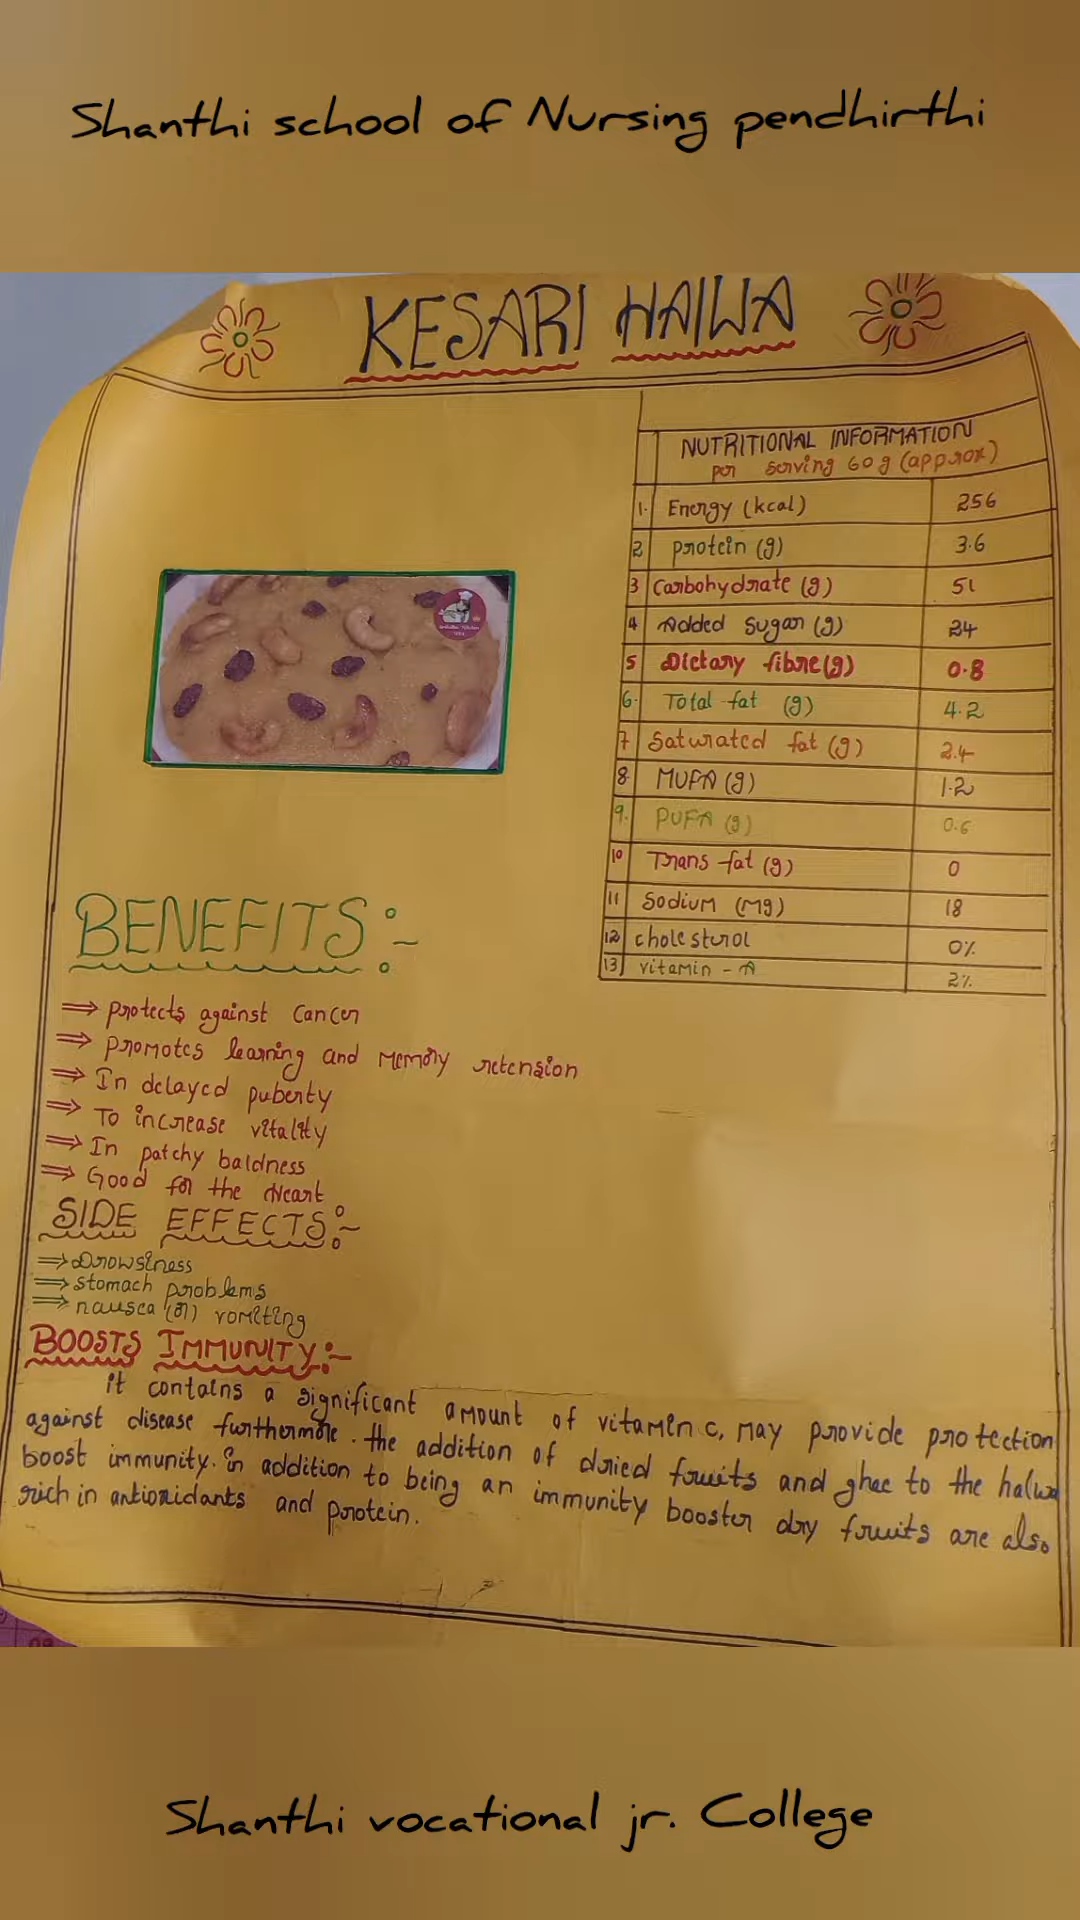 Shanthi school of Nursing pendhirthi
KESARI HAlWA
NUTRITIONAL INFORMATION
per serving 60g (approx)
1. Energy (kcal) 256
2 protein (g) 3.6
3 Carbohydrate (g) 51
4 Added sugar (g) 24
5 Dietary fibre(g) 0.8
6. Total fat (g) 4.2
7 Saturated fat (g) 2.4
8. MUFA (g) 1.2
9. PUFA (g) 0.6
10 Trans fat (g) 0
11 Sodium (Mg) 18
12 cholesterol 0%
13) vitamin - A 2%
BENEFITS:-
⇒ protects against Cancer
⇒ promotes learning and Memory retension
⇒ In delayed puberty
⇒ To increase vitality
⇒ In patchy baldness
⇒ Good for the Heart
SIDE EFFECTS:-
⇒ Drowsiness
⇒ stomach problems
⇒ nausea (or) vomiting
BOOSTS IMMUNITY:-
it contains a significant amount of vitamin c, may provide protection
against disease furthermore. the addition of dried fruits and ghee to the halwa
boost immunity. in addition to being an immunity booster dry fruits are also
rich in antioxidants and protein.
Shanthi vocational jr. College